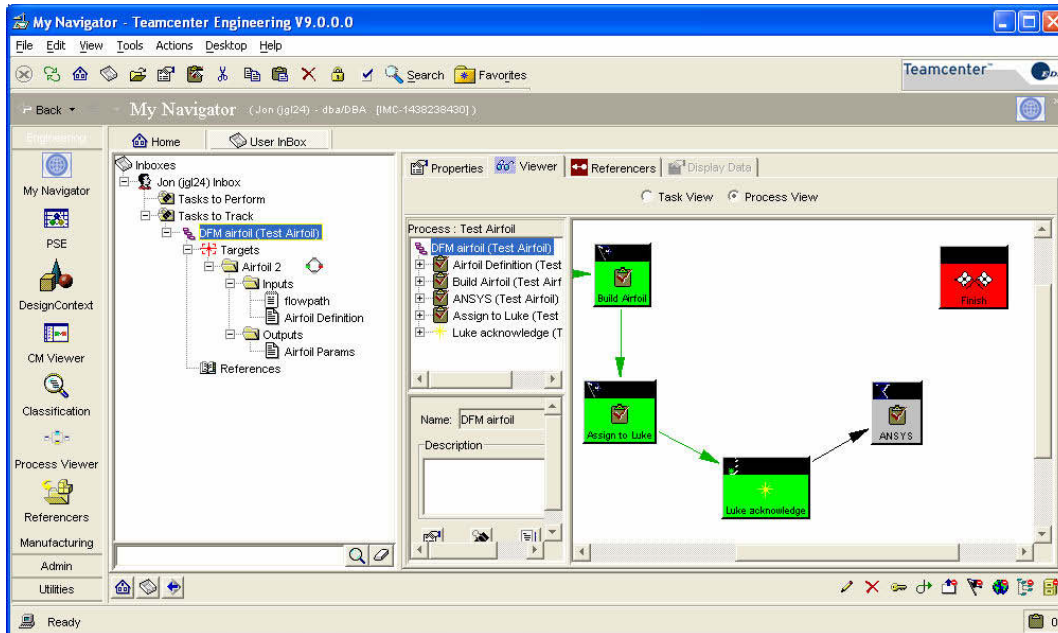 My Navigator - Teamcenter Engineering V9.0.0.0
File Edit View Tools Actions Desktop Help
Search Favorites
Teamcenter™
Back My Navigator ( Jon (jgl24) - dba/DBA [IMC-1438238430] )
Engineering
Home User InBox
My Navigator
PSE
DesignContext
CM Viewer
Classification
Process Viewer
Referencers
Manufacturing
Admin
Utilities
Inboxes
Jon (jgl24) Inbox
Tasks to Perform
Tasks to Track
DFM airfoil (Test Airfoil)
Targets
Airfoil 2
Inputs
flowpath
Airfoil Definition
Outputs
Airfoil Params
References
Properties Viewer Referencers Display Data
Task View Process View
Process : Test Airfoil
DFM airfoil (Test Airfoil)
Airfoil Definition (Test
Build Airfoil (Test Airf
ANSYS (Test Airfoil)
Assign to Luke (Test
Luke acknowledge (T
Name: DFM airfoil
Description
Build Airfoil
Finish
Assign to Luke
ANSYS
Luke acknowledge
Ready
0